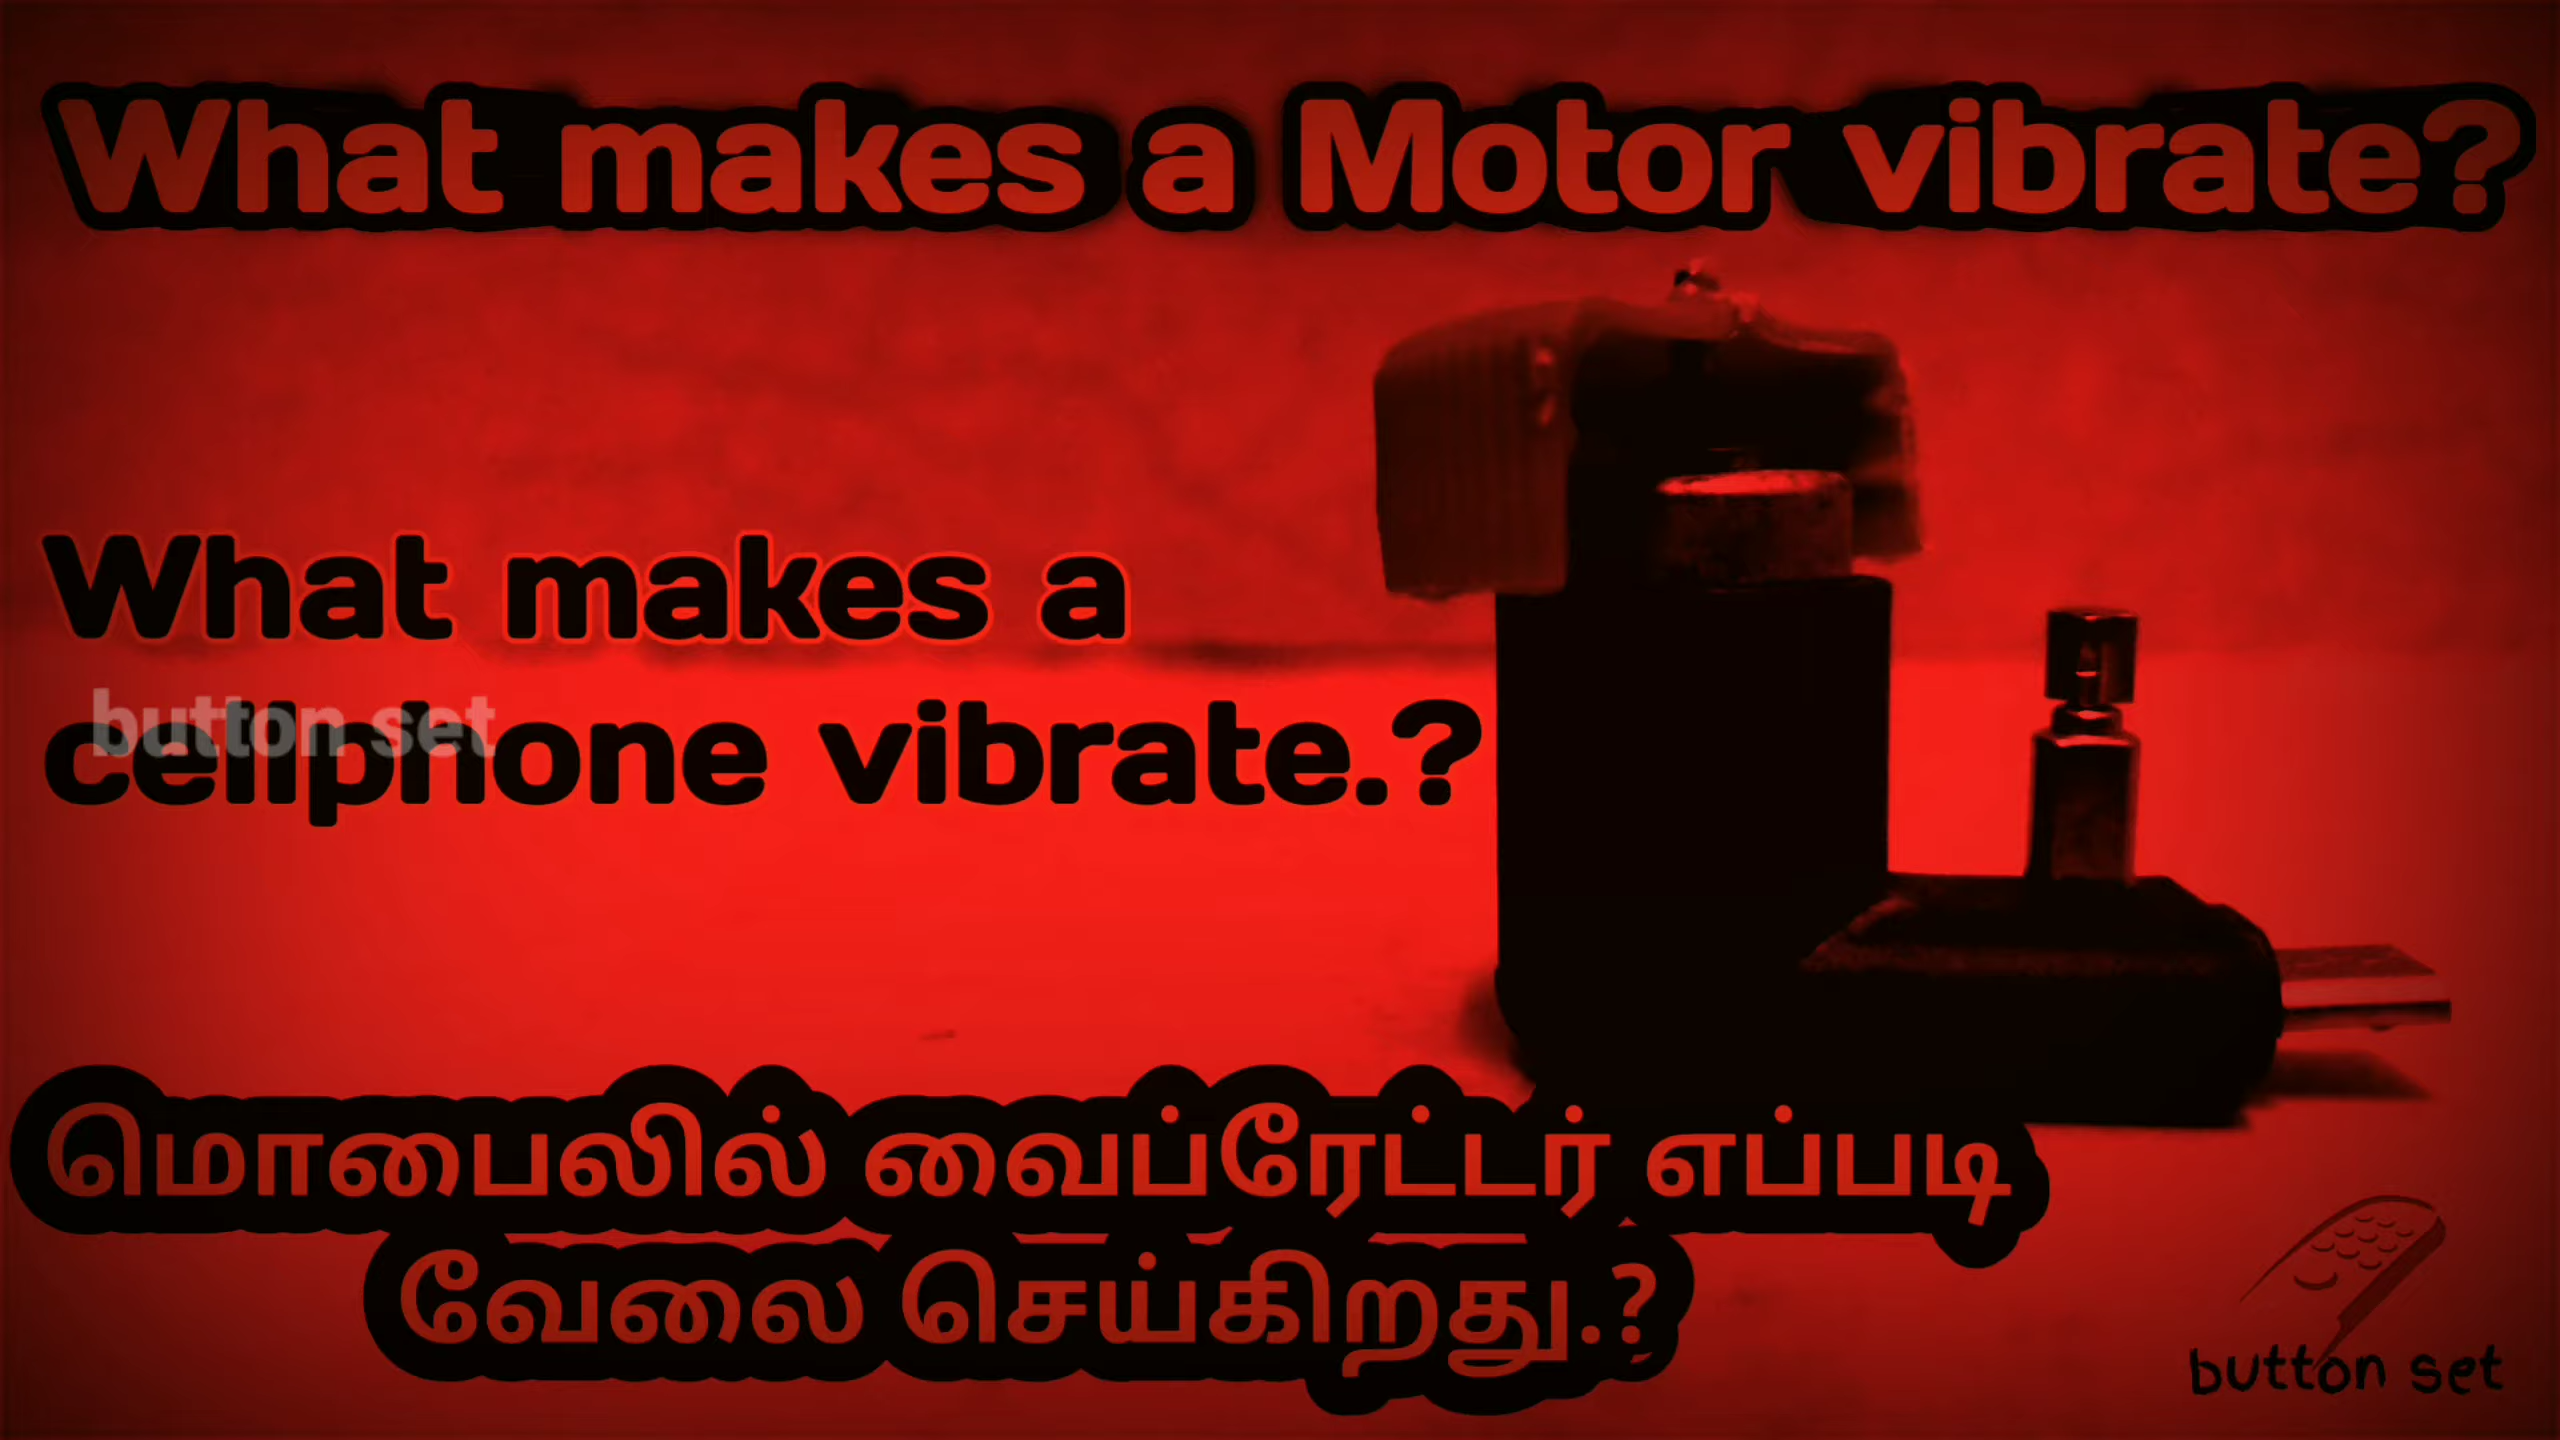 What makes a Motor vibrate?
What makes a
button set
cellphone vibrate.?
மொபைலில் வைப்ரேட்டர் எப்படி
வேலை செய்கிறது.?
button set